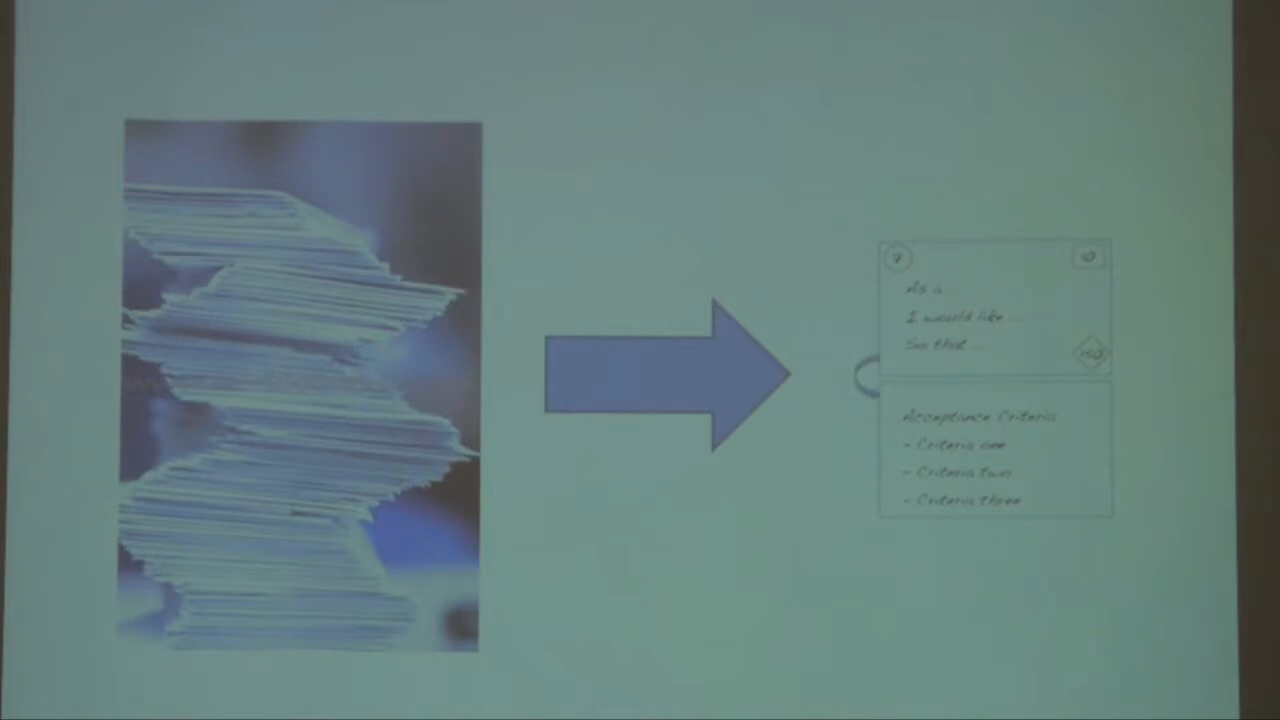 As a ...
I would like ...
So that ...
Acceptance Criteria
- Criteria one
- Criteria two
- Criteria three